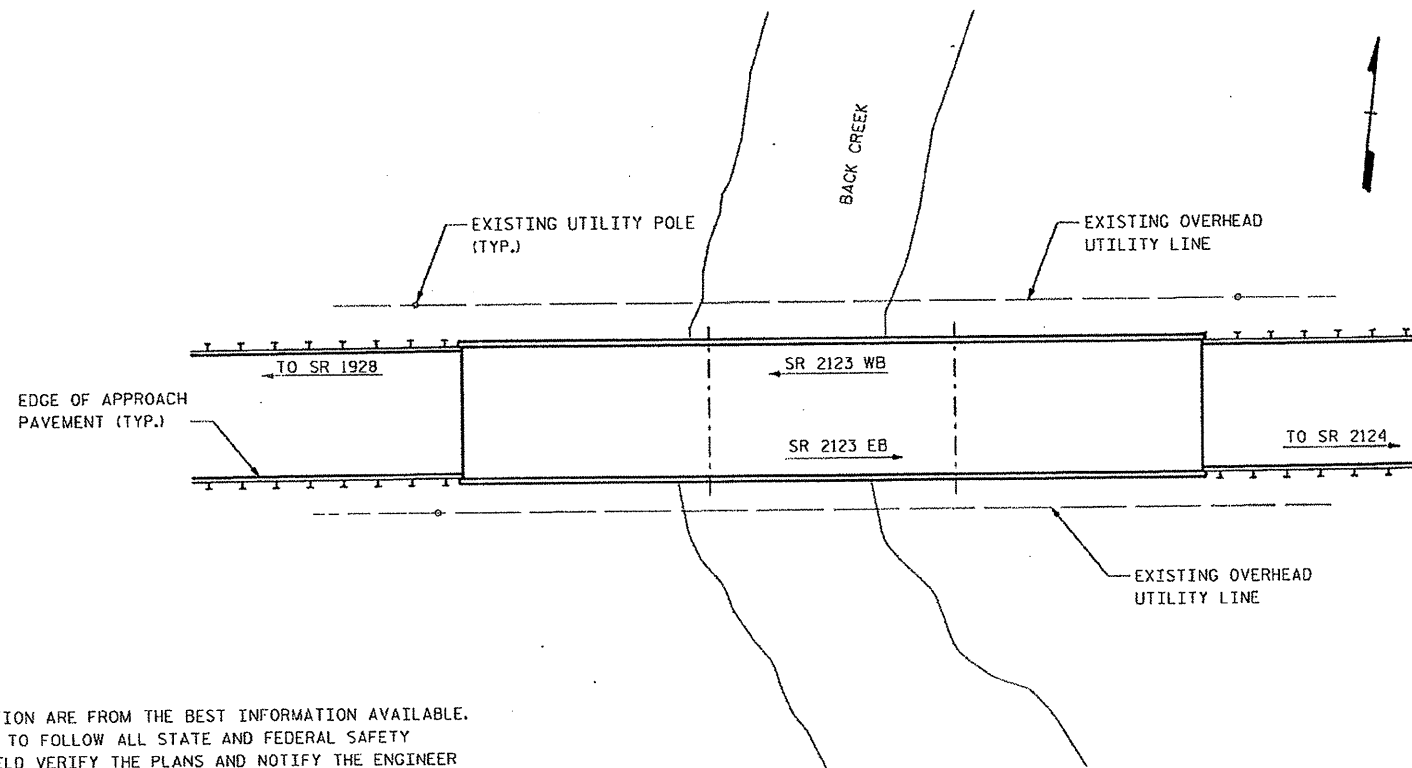 BACK CREEK
EXISTING UTILITY POLE
(TYP.)
EXISTING OVERHEAD
UTILITY LINE
TO SR 1928
SR 2123 WB
EDGE OF APPROACH
PAVEMENT (TYP.)
SR 2123 EB
TO SR 2124
EXISTING OVERHEAD
UTILITY LINE
TION ARE FROM THE BEST INFORMATION AVAILABLE.
TO FOLLOW ALL STATE AND FEDERAL SAFETY
ELD VERIFY THE PLANS AND NOTIFY THE ENGINEER